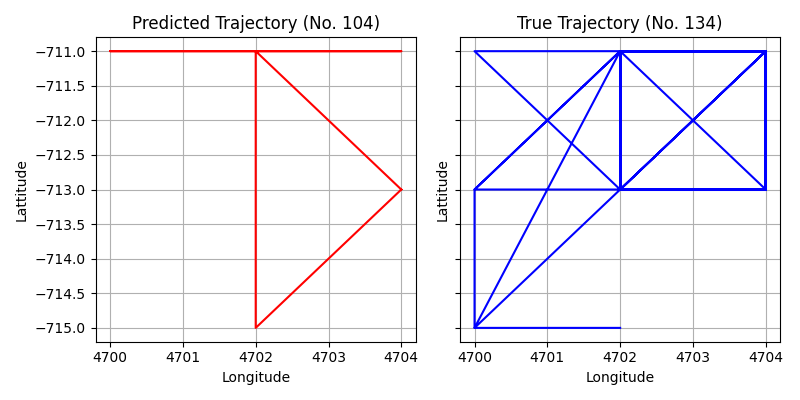 Predicted Trajectory (No. 104)
True Trajectory (No. 134)
−711.0
−711.5
−712.0
−712.5
−713.0
−713.5
−714.0
−714.5
−715.0
Lattitude
Lattitude
4700 4701 4702 4703 4704
4700 4701 4702 4703 4704
Longitude
Longitude